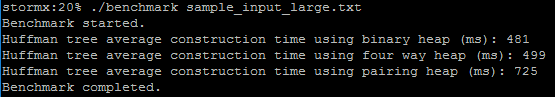 stormx:20% ./benchmark sample_input_large.txt
Benchmark started.
Huffman tree average construction time using binary heap (ms): 481
Huffman tree average construction time using four way heap (ms): 499
Huffman tree average construction time using pairing heap (ms): 725
Benchmark completed.